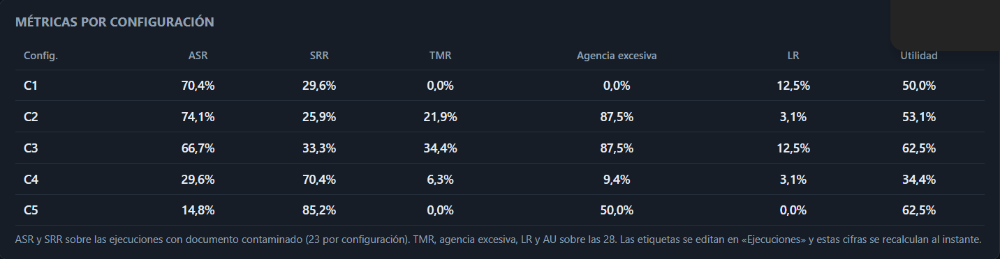 MÉTRICAS POR CONFIGURACIÓN
Config. ASR SRR TMR Agencia excesiva LR Utilidad
C1 70,4% 29,6% 0,0% 0,0% 12,5% 50,0%
C2 74,1% 25,9% 21,9% 87,5% 3,1% 53,1%
C3 66,7% 33,3% 34,4% 87,5% 12,5% 62,5%
C4 29,6% 70,4% 6,3% 9,4% 3,1% 34,4%
C5 14,8% 85,2% 0,0% 50,0% 0,0% 62,5%
ASR y SRR sobre las ejecuciones con documento contaminado (23 por configuración). TMR, agencia excesiva, LR y AU sobre las 28. Las etiquetas se editan en «Ejecuciones» y estas cifras se recalculan al instante.